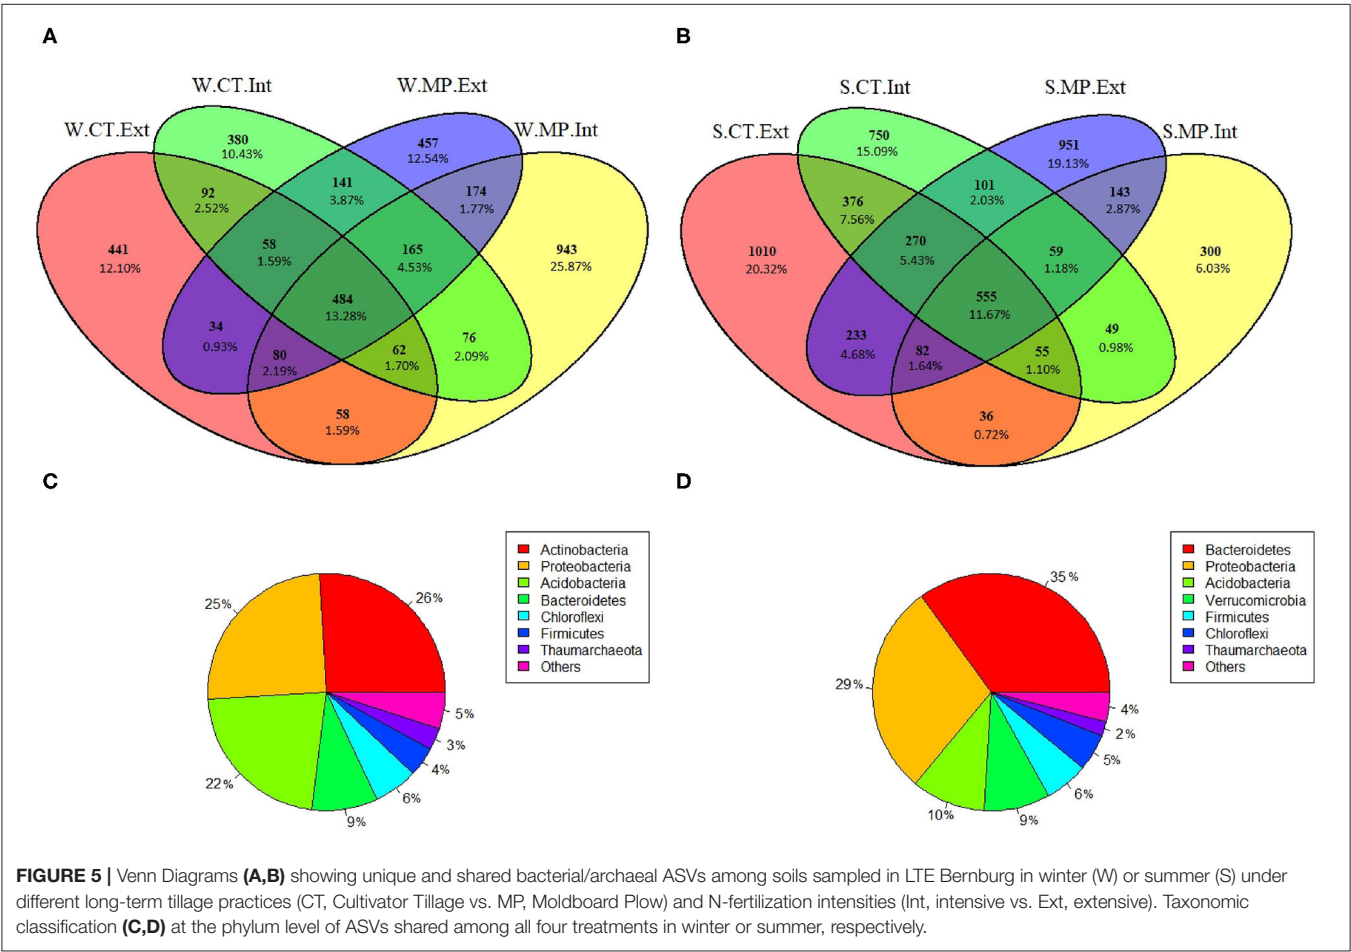 A
B
W.CT.Int
W.MP.Ext
W.CT.Ext
W.MP.Int
380
10.43%
457
12.54%
92
2.52%
141
3.87%
174
1.77%
441
12.10%
58
1.59%
165
4.53%
943
25.87%
484
13.28%
34
0.93%
76
2.09%
80
2.19%
62
1.70%
58
1.59%
S.CT.Int
S.MP.Ext
S.CT.Ext
S.MP.Int
750
15.09%
951
19.13%
376
7.56%
101
2.03%
143
2.87%
1010
20.32%
270
5.43%
59
1.18%
300
6.03%
555
11.67%
233
4.68%
49
0.98%
82
1.64%
55
1.10%
36
0.72%
C
D
Actinobacteria
Proteobacteria
Acidobacteria
Bacteroidetes
Chloroflexi
Firmicutes
Thaumarchaeota
Others
26%
25%
22%
9%
6%
4%
3%
5%
Bacteroidetes
Proteobacteria
Acidobacteria
Verrucomicrobia
Firmicutes
Chloroflexi
Thaumarchaeota
Others
35%
29%
10%
9%
6%
5%
2%
4%
FIGURE 5 | Venn Diagrams (A,B) showing unique and shared bacterial/archaeal ASVs among soils sampled in LTE Bernburg in winter (W) or summer (S) under
different long-term tillage practices (CT, Cultivator Tillage vs. MP, Moldboard Plow) and N-fertilization intensities (Int, intensive vs. Ext, extensive). Taxonomic
classification (C,D) at the phylum level of ASVs shared among all four treatments in winter or summer, respectively.